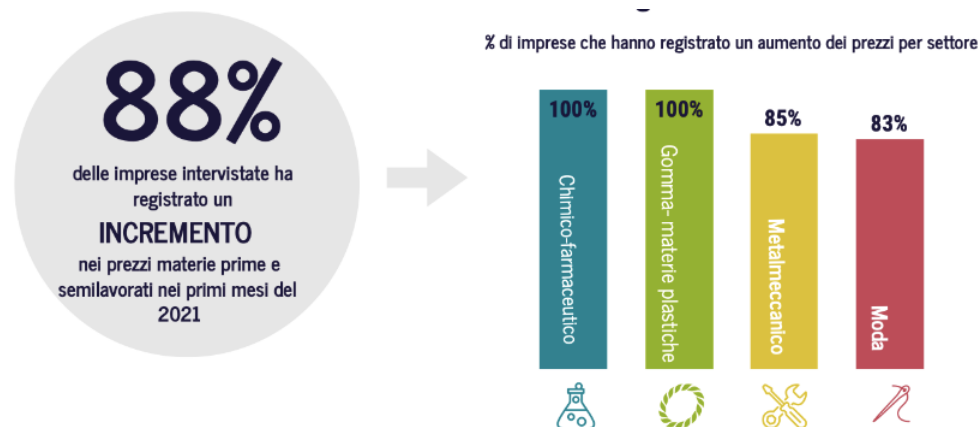 88%
delle imprese intervistate ha
registrato un
INCREMENTO
nei prezzi materie prime e
semilavorati nei primi mesi del
2021
% di imprese che hanno registrato un aumento dei prezzi per settore
100%
Chimico-farmaceutico
100%
Gomma- materie plastiche
85%
Metalmeccanico
83%
Moda